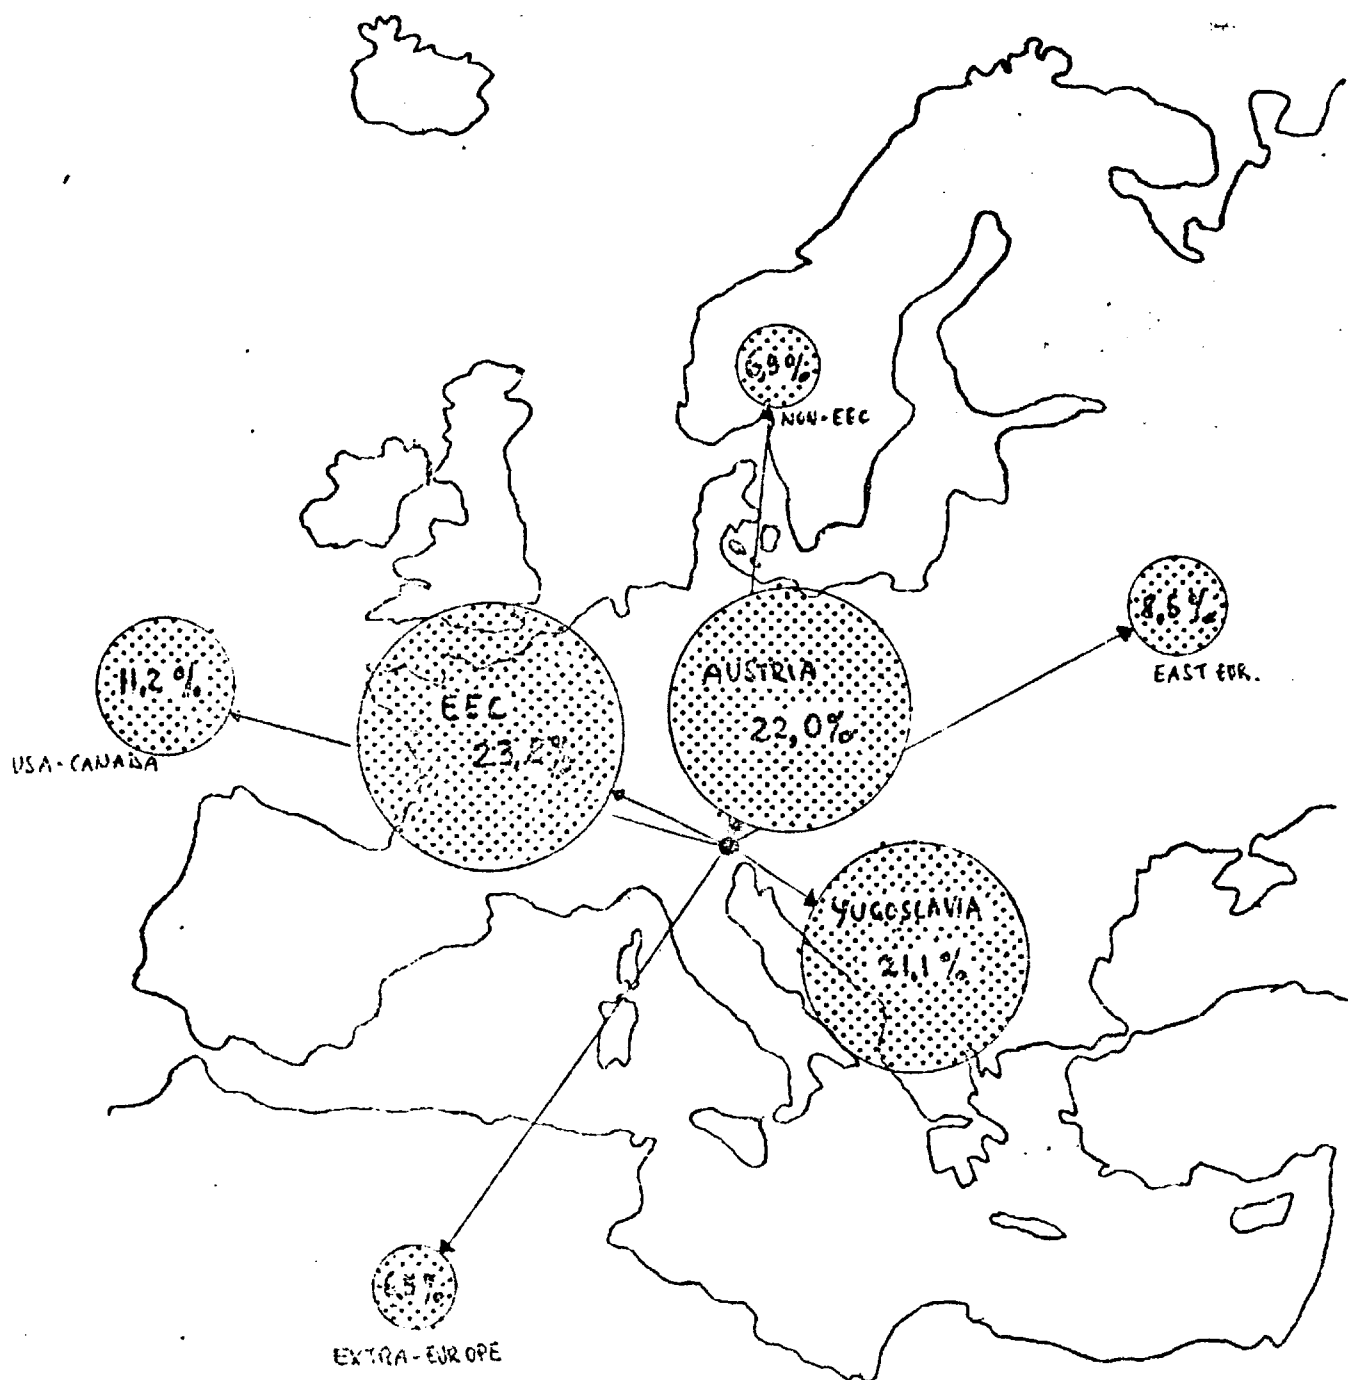 6,9%
NON-EEC
8,6%
EAST EUR.
11,2%
USA-CANADA
EEC
23,2%
AUSTRIA
22,0%
YUGOSLAVIA
21,1%
6,5%
EXTRA-EUROPE